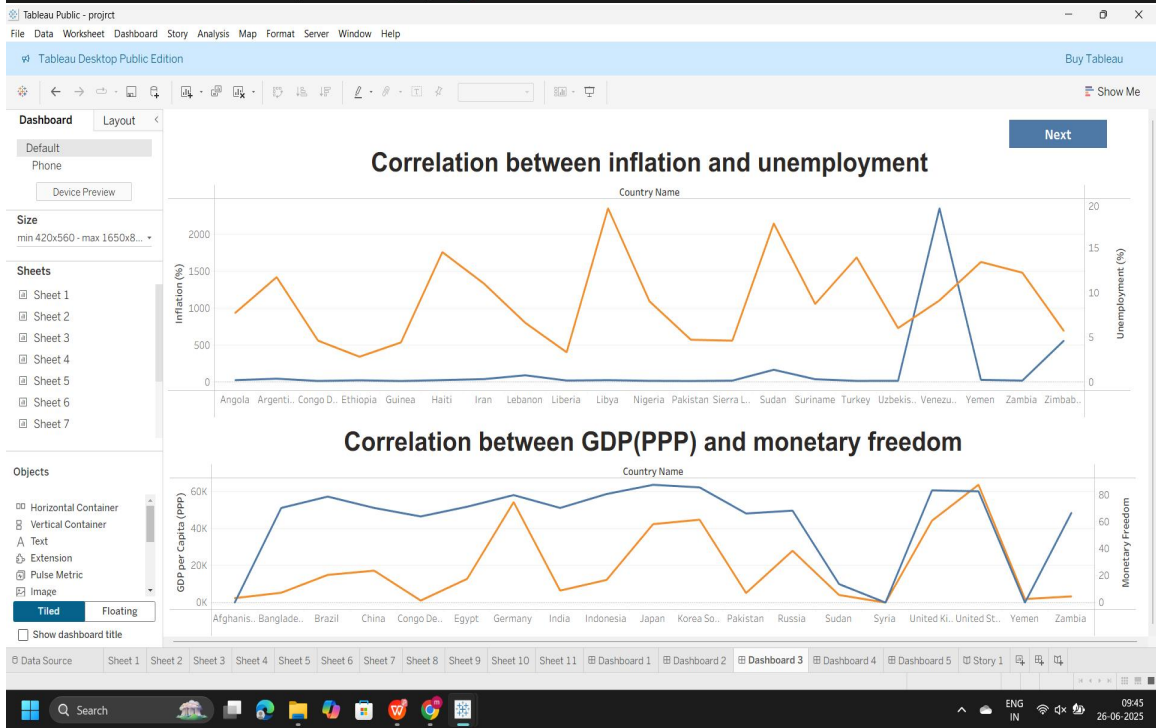 Tableau Public - projrct
File Data Worksheet Dashboard Story Analysis Map Format Server Window Help
Tableau Desktop Public Edition Buy Tableau
Show Me
Dashboard Layout
Default
Phone
Device Preview
Size
min 420x560 - max 1650x8...
Sheets
Sheet 1
Sheet 2
Sheet 3
Sheet 4
Sheet 5
Sheet 6
Sheet 7
Objects
Horizontal Container
Vertical Container
Text
Extension
Pulse Metric
Image
Tiled Floating
Show dashboard title
Next
Correlation between inflation and unemployment
Country Name
Inflation (%)
2000
1500
1000
500
0
20
15
10
5
0
Unemployment (%)
Angola Argenti.. Congo D.. Ethiopia Guinea Haiti Iran Lebanon Liberia Libya Nigeria Pakistan Sierra L.. Sudan Suriname Turkey Uzbekis.. Venezu.. Yemen Zambia Zimbab..
Correlation between GDP(PPP) and monetary freedom
Country Name
GDP per Capita (PPP)
60K
40K
20K
0K
80
60
40
20
0
Monetary Freedom
Afghanis.. Banglade.. Brazil China Congo De.. Egypt Germany India Indonesia Japan Korea So.. Pakistan Russia Sudan Syria United Ki.. United St.. Yemen Zambia
Data Source Sheet 1 Sheet 2 Sheet 3 Sheet 4 Sheet 5 Sheet 6 Sheet 7 Sheet 8 Sheet 9 Sheet 10 Sheet 11 Dashboard 1 Dashboard 2 Dashboard 3 Dashboard 4 Dashboard 5 Story 1
Search
ENG
IN
09:45
26-06-2025